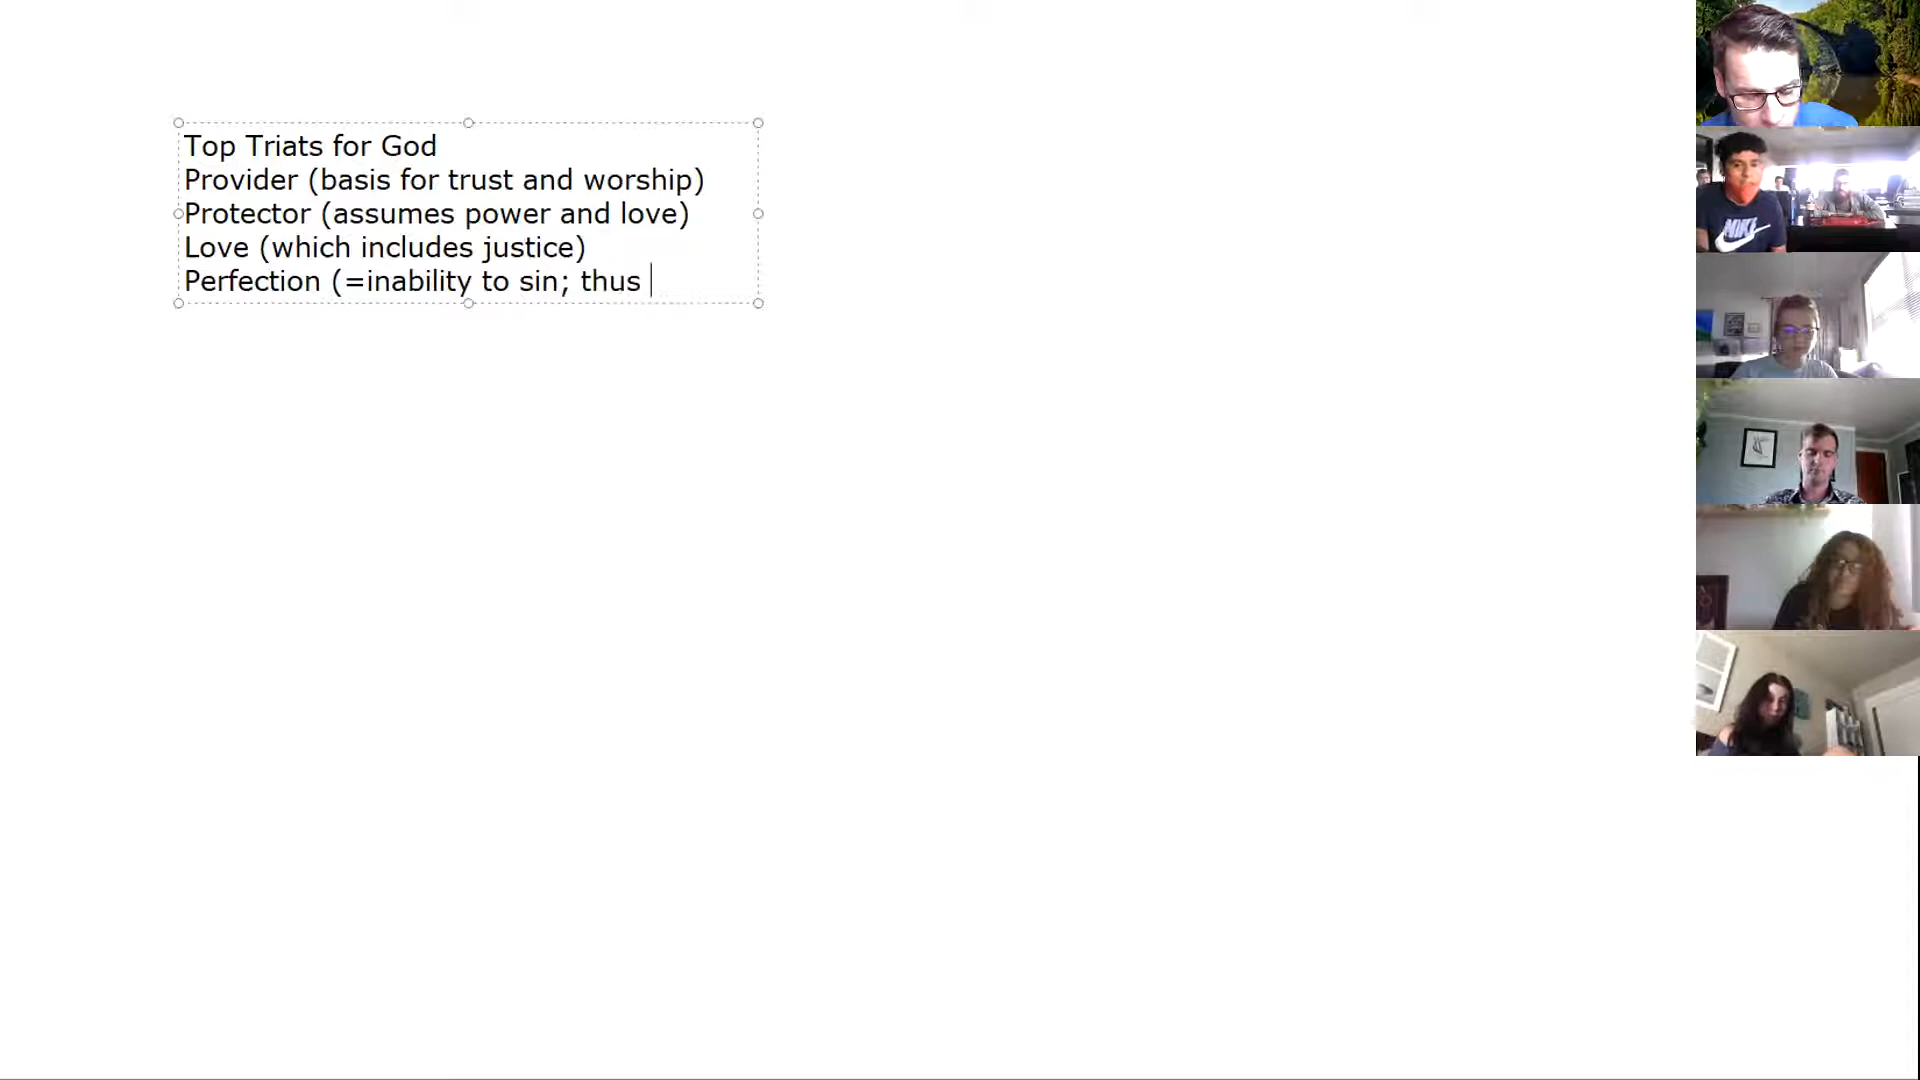 Top Triats for God
Provider (basis for trust and worship)
Protector (assumes power and love)
Love (which includes justice)
Perfection (=inability to sin; thus
NIKE